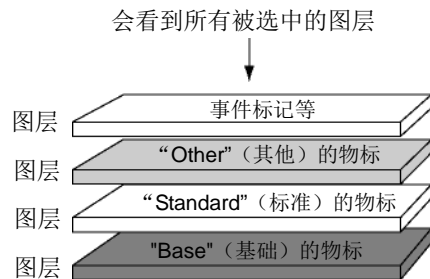 会看到所有被选中的图层
图层 事件标记等
图层 “Other”（其他）的物标
图层 “Standard”（标准）的物标
图层 "Base"（基础）的物标